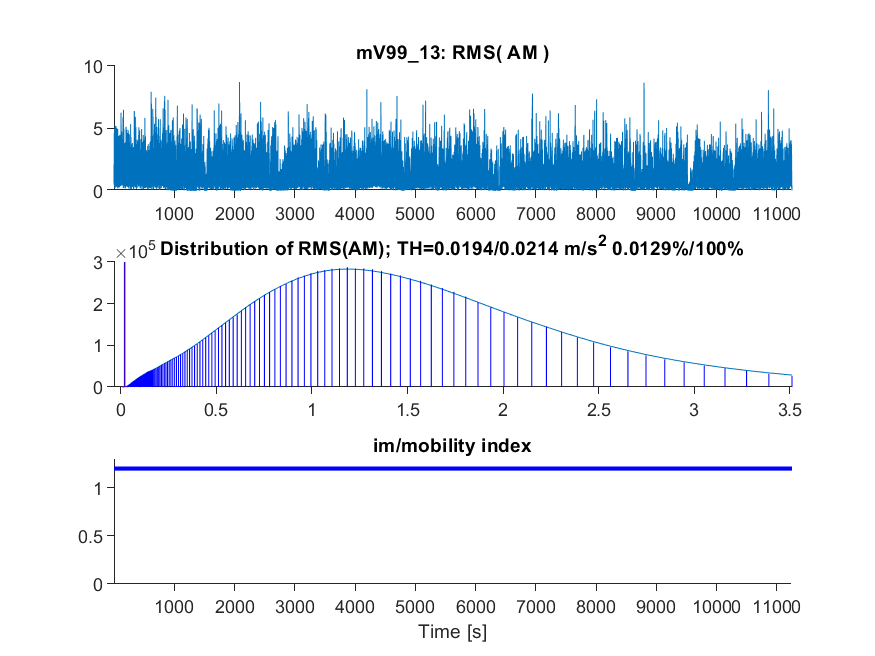 mV99_13: RMS( AM )
10
5
0
1000 2000 3000 4000 5000 6000 7000 8000 9000 10000 11000
×10^5 Distribution of RMS(AM); TH=0.0194/0.0214 m/s^2 0.0129%/100%
3
2
1
0
0 0.5 1 1.5 2 2.5 3 3.5
im/mobility index
1
0.5
0
1000 2000 3000 4000 5000 6000 7000 8000 9000 10000 11000
Time [s]